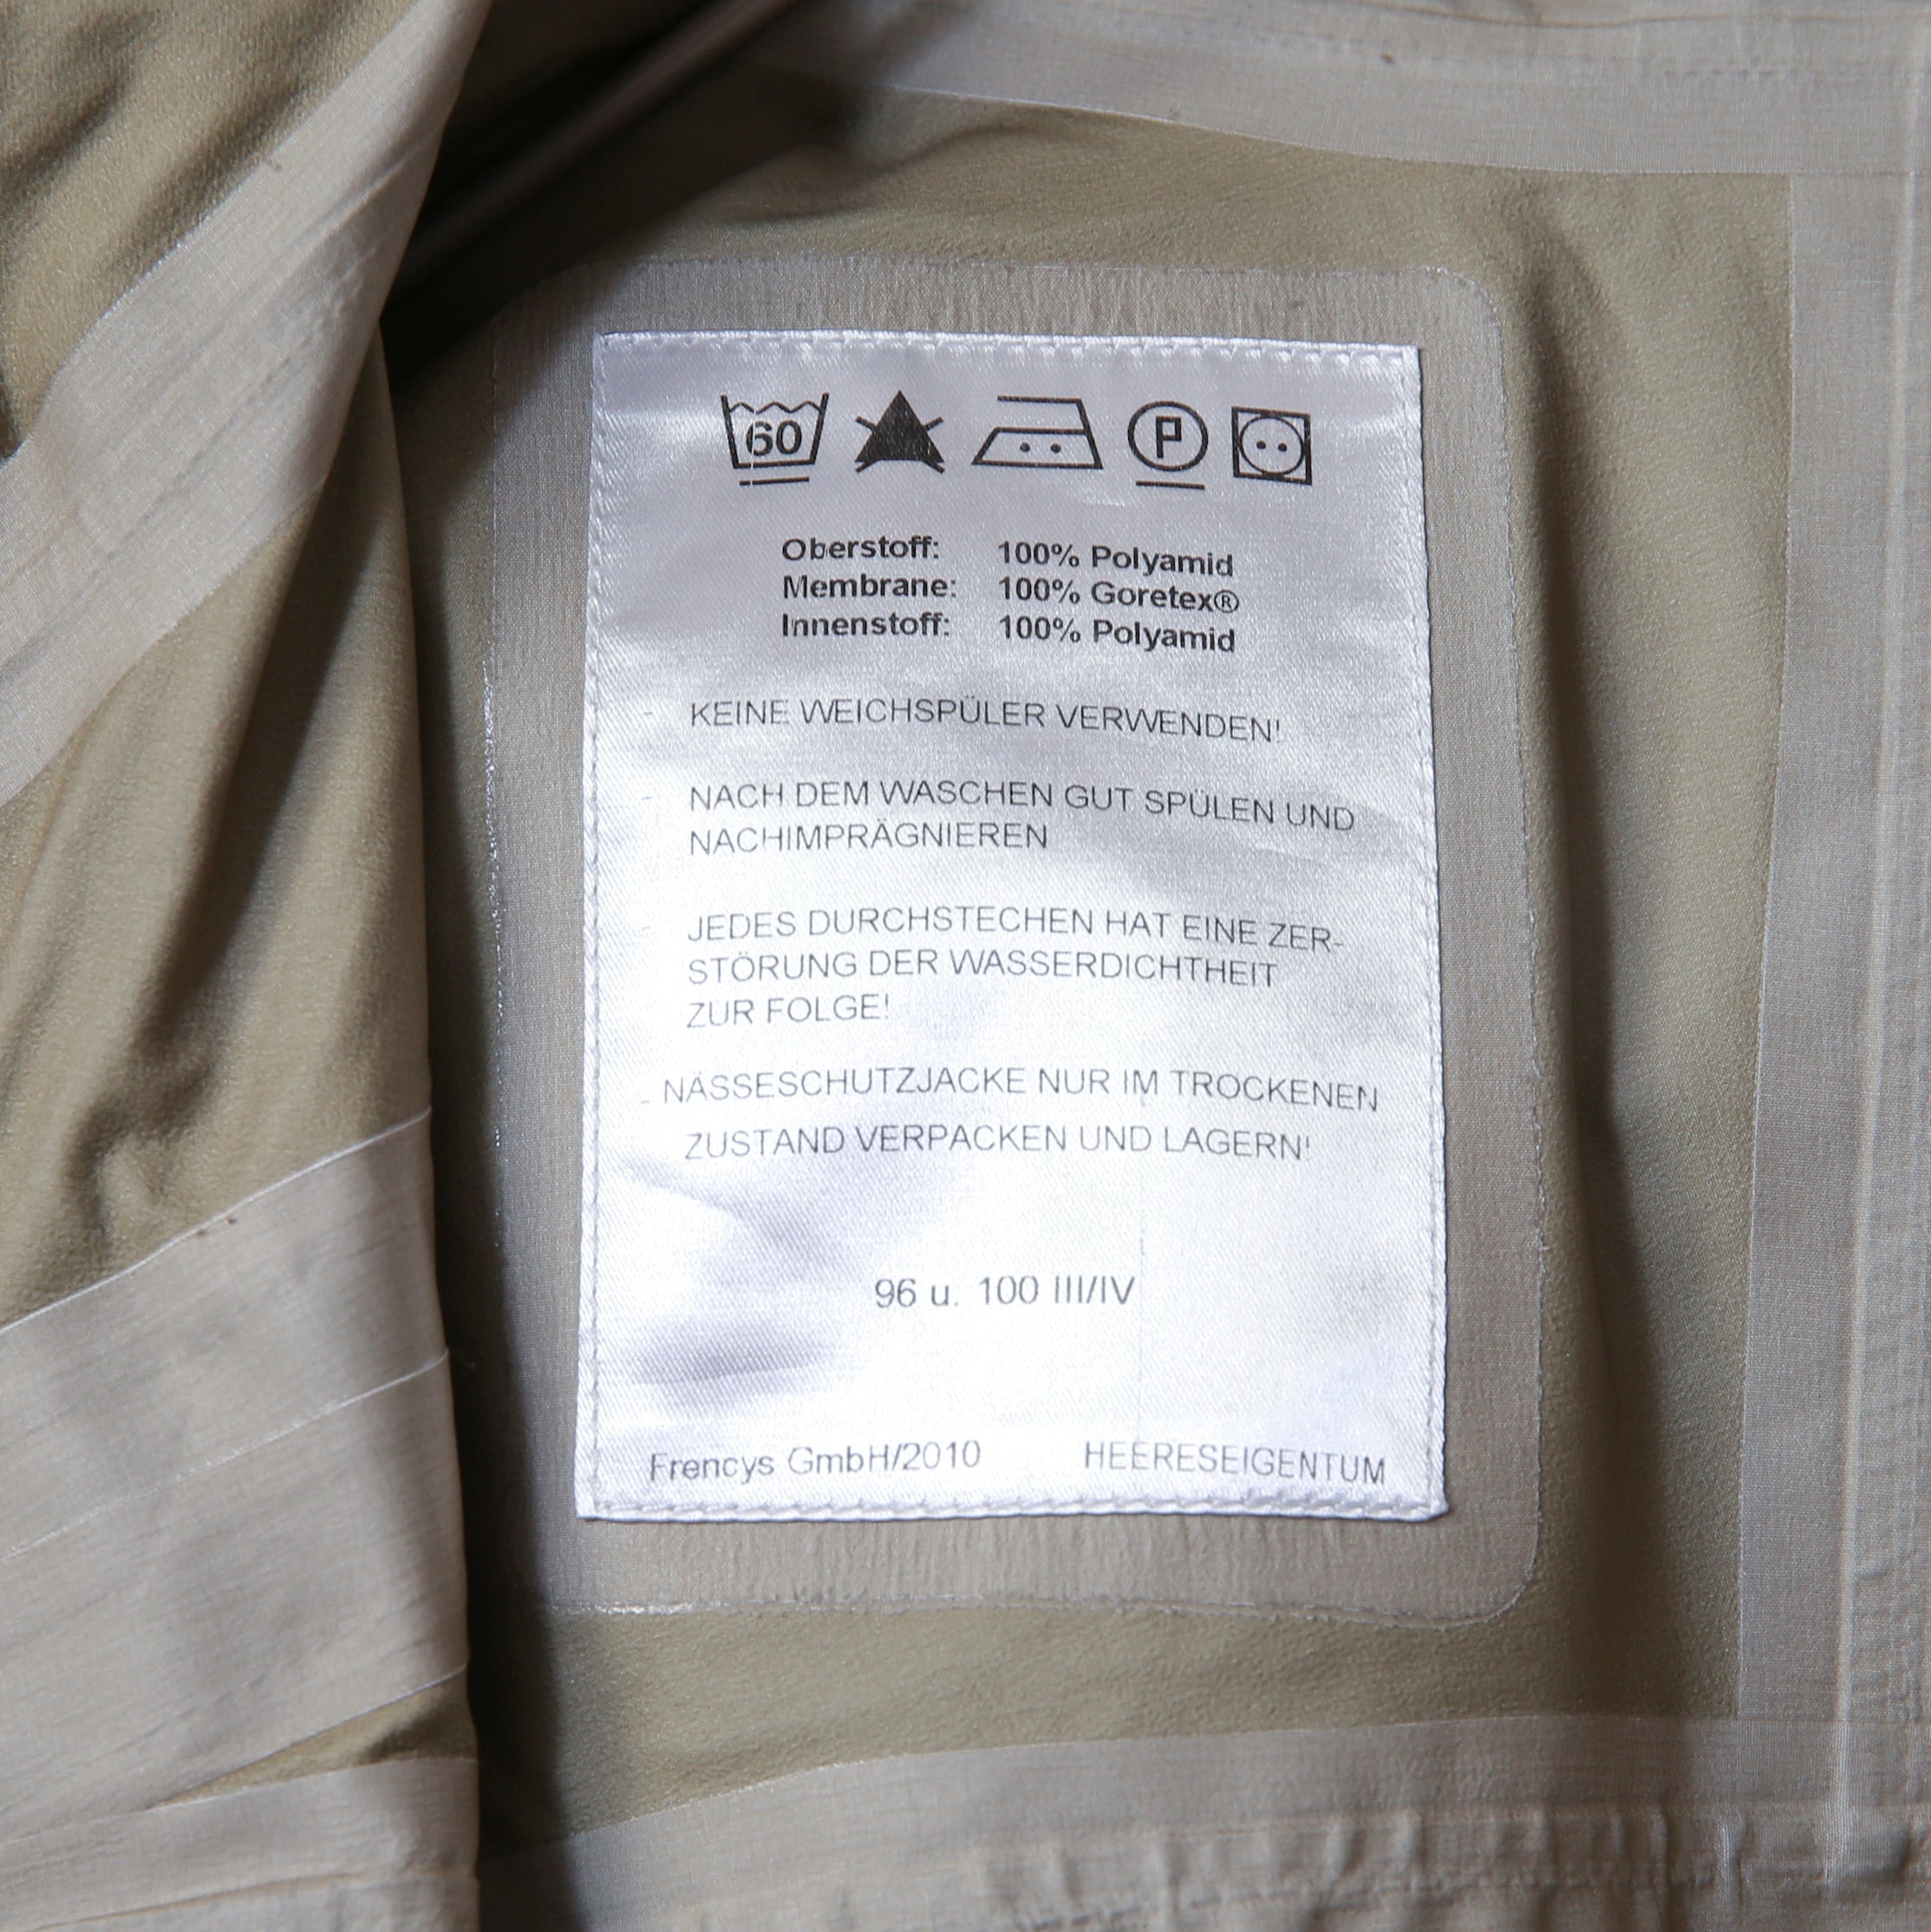 60 P
Oberstoff: 100% Polyamid
Membrane: 100% Goretex®
Innenstoff: 100% Polyamid
- KEINE WEICHSPÜLER VERWENDEN!
- NACH DEM WASCHEN GUT SPÜLEN UND
NACHIMPRÄGNIEREN
- JEDES DURCHSTECHEN HAT EINE ZER-
STÖRUNG DER WASSERDICHTHEIT
ZUR FOLGE!
- NÄSSESCHUTZJACKE NUR IM TROCKENEN
ZUSTAND VERPACKEN UND LAGERN!
96 u. 100 III/IV
Frencys GmbH/2010 HEERESEIGENTUM